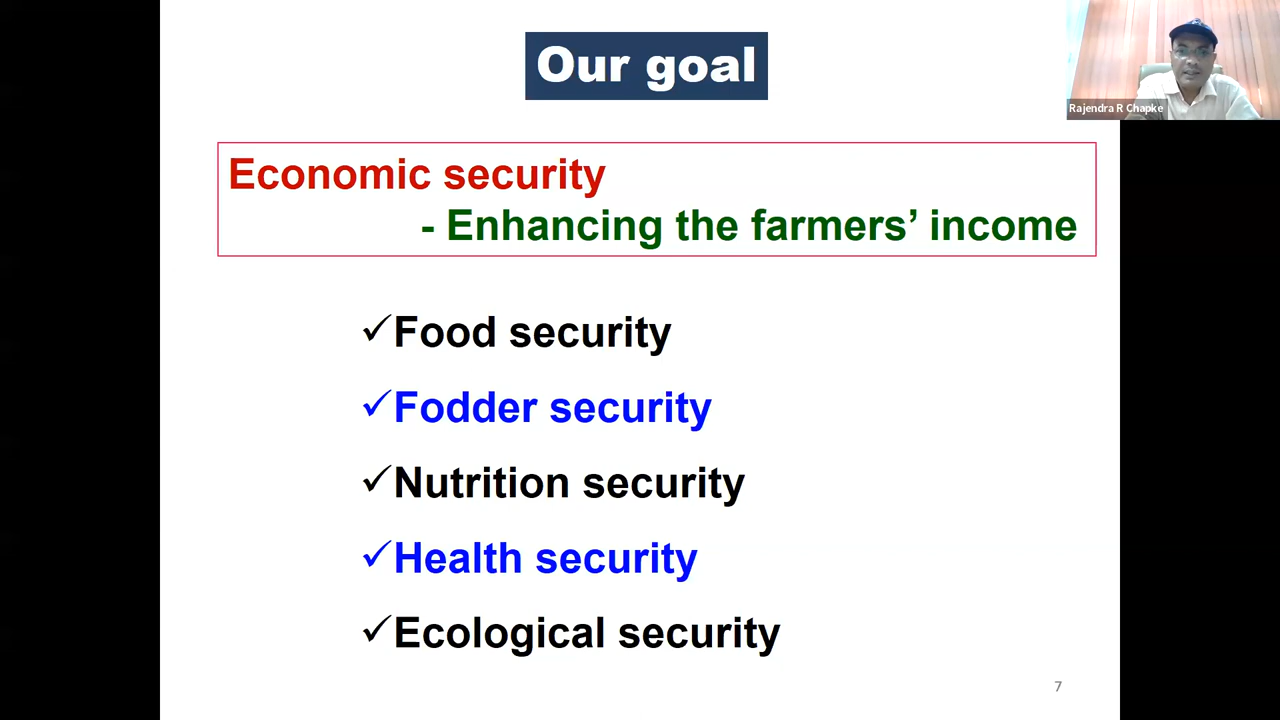 Our goal
Rajendra R Chapke
Economic security
- Enhancing the farmers’ income
✓Food security
✓Fodder security
✓Nutrition security
✓Health security
✓Ecological security
7